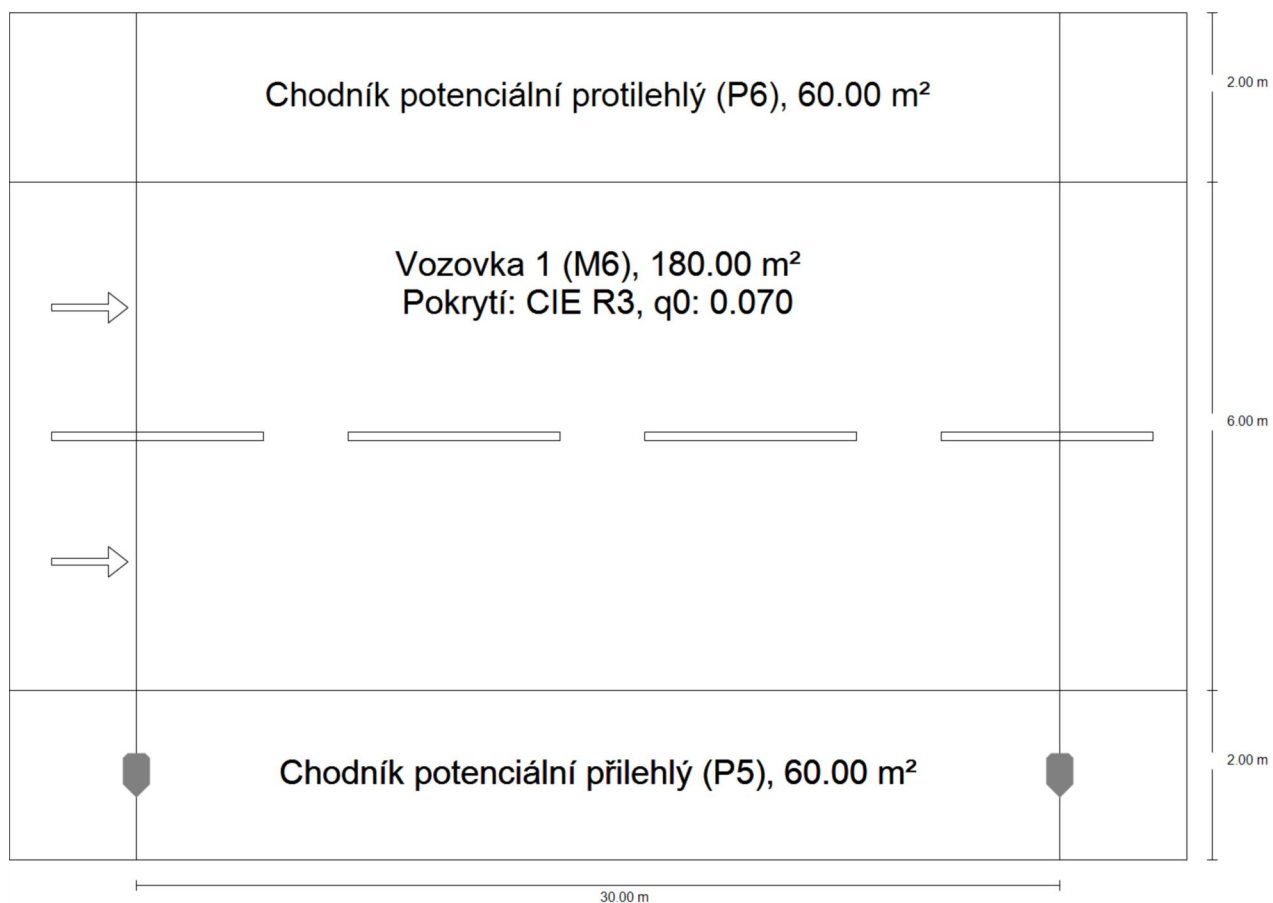 Chodník potenciální protilehlý (P6), 60.00 m²
2.00 m
Vozovka 1 (M6), 180.00 m²
Pokrytí: CIE R3, q0: 0.070
6.00 m
Chodník potenciální přilehlý (P5), 60.00 m²
2.00 m
30.00 m